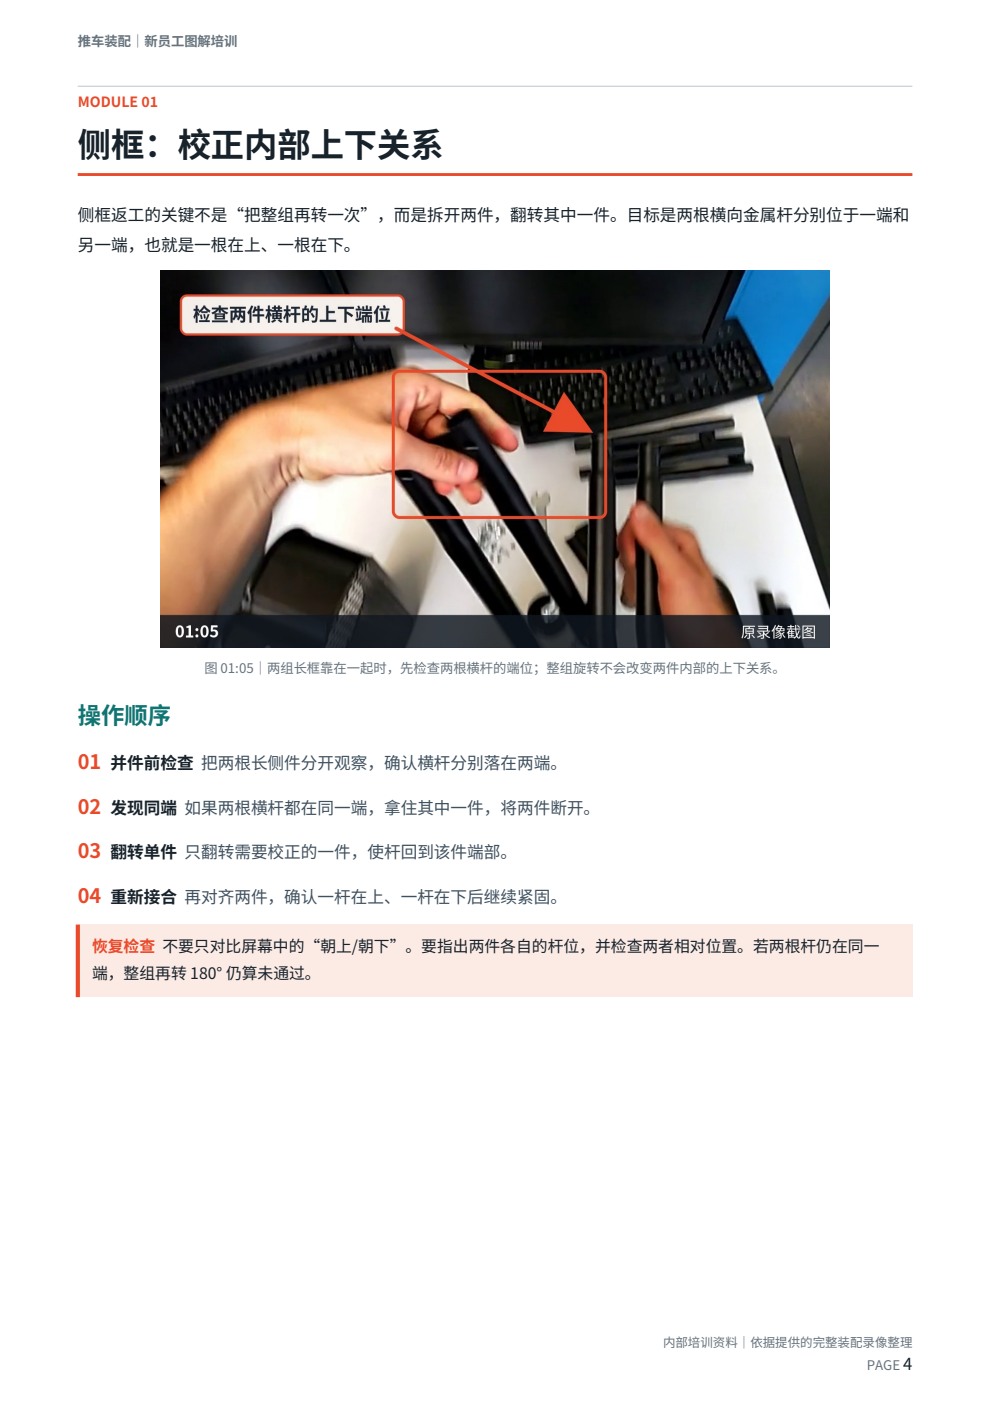 推车装配｜新员工图解培训
MODULE 01
侧框：校正内部上下关系
侧框返工的关键不是“把整组再转一次”，而是拆开两件，翻转其中一件。目标是两根横向金属杆分别位于一端和
另一端，也就是一根在上、一根在下。
检查两件横杆的上下端位
SAMSUNG
01:05
原录像截图
图 01:05｜两组长框靠在一起时，先检查两根横杆的端位；整组旋转不会改变两件内部的上下关系。
操作顺序
01 并件前检查 把两根长侧件分开观察，确认横杆分别落在两端。
02 发现同端 如果两根横杆都在同一端，拿住其中一件，将两件断开。
03 翻转单件 只翻转需要校正的一件，使杆回到该件端部。
04 重新接合 再对齐两件，确认一杆在上、一杆在下后继续紧固。
恢复检查 不要只对比屏幕中的“朝上/朝下”。要指出两件各自的杆位，并检查两者相对位置。若两根杆仍在同一
端，整组再转 180° 仍算未通过。
内部培训资料｜依据提供的完整装配录像整理
PAGE 4